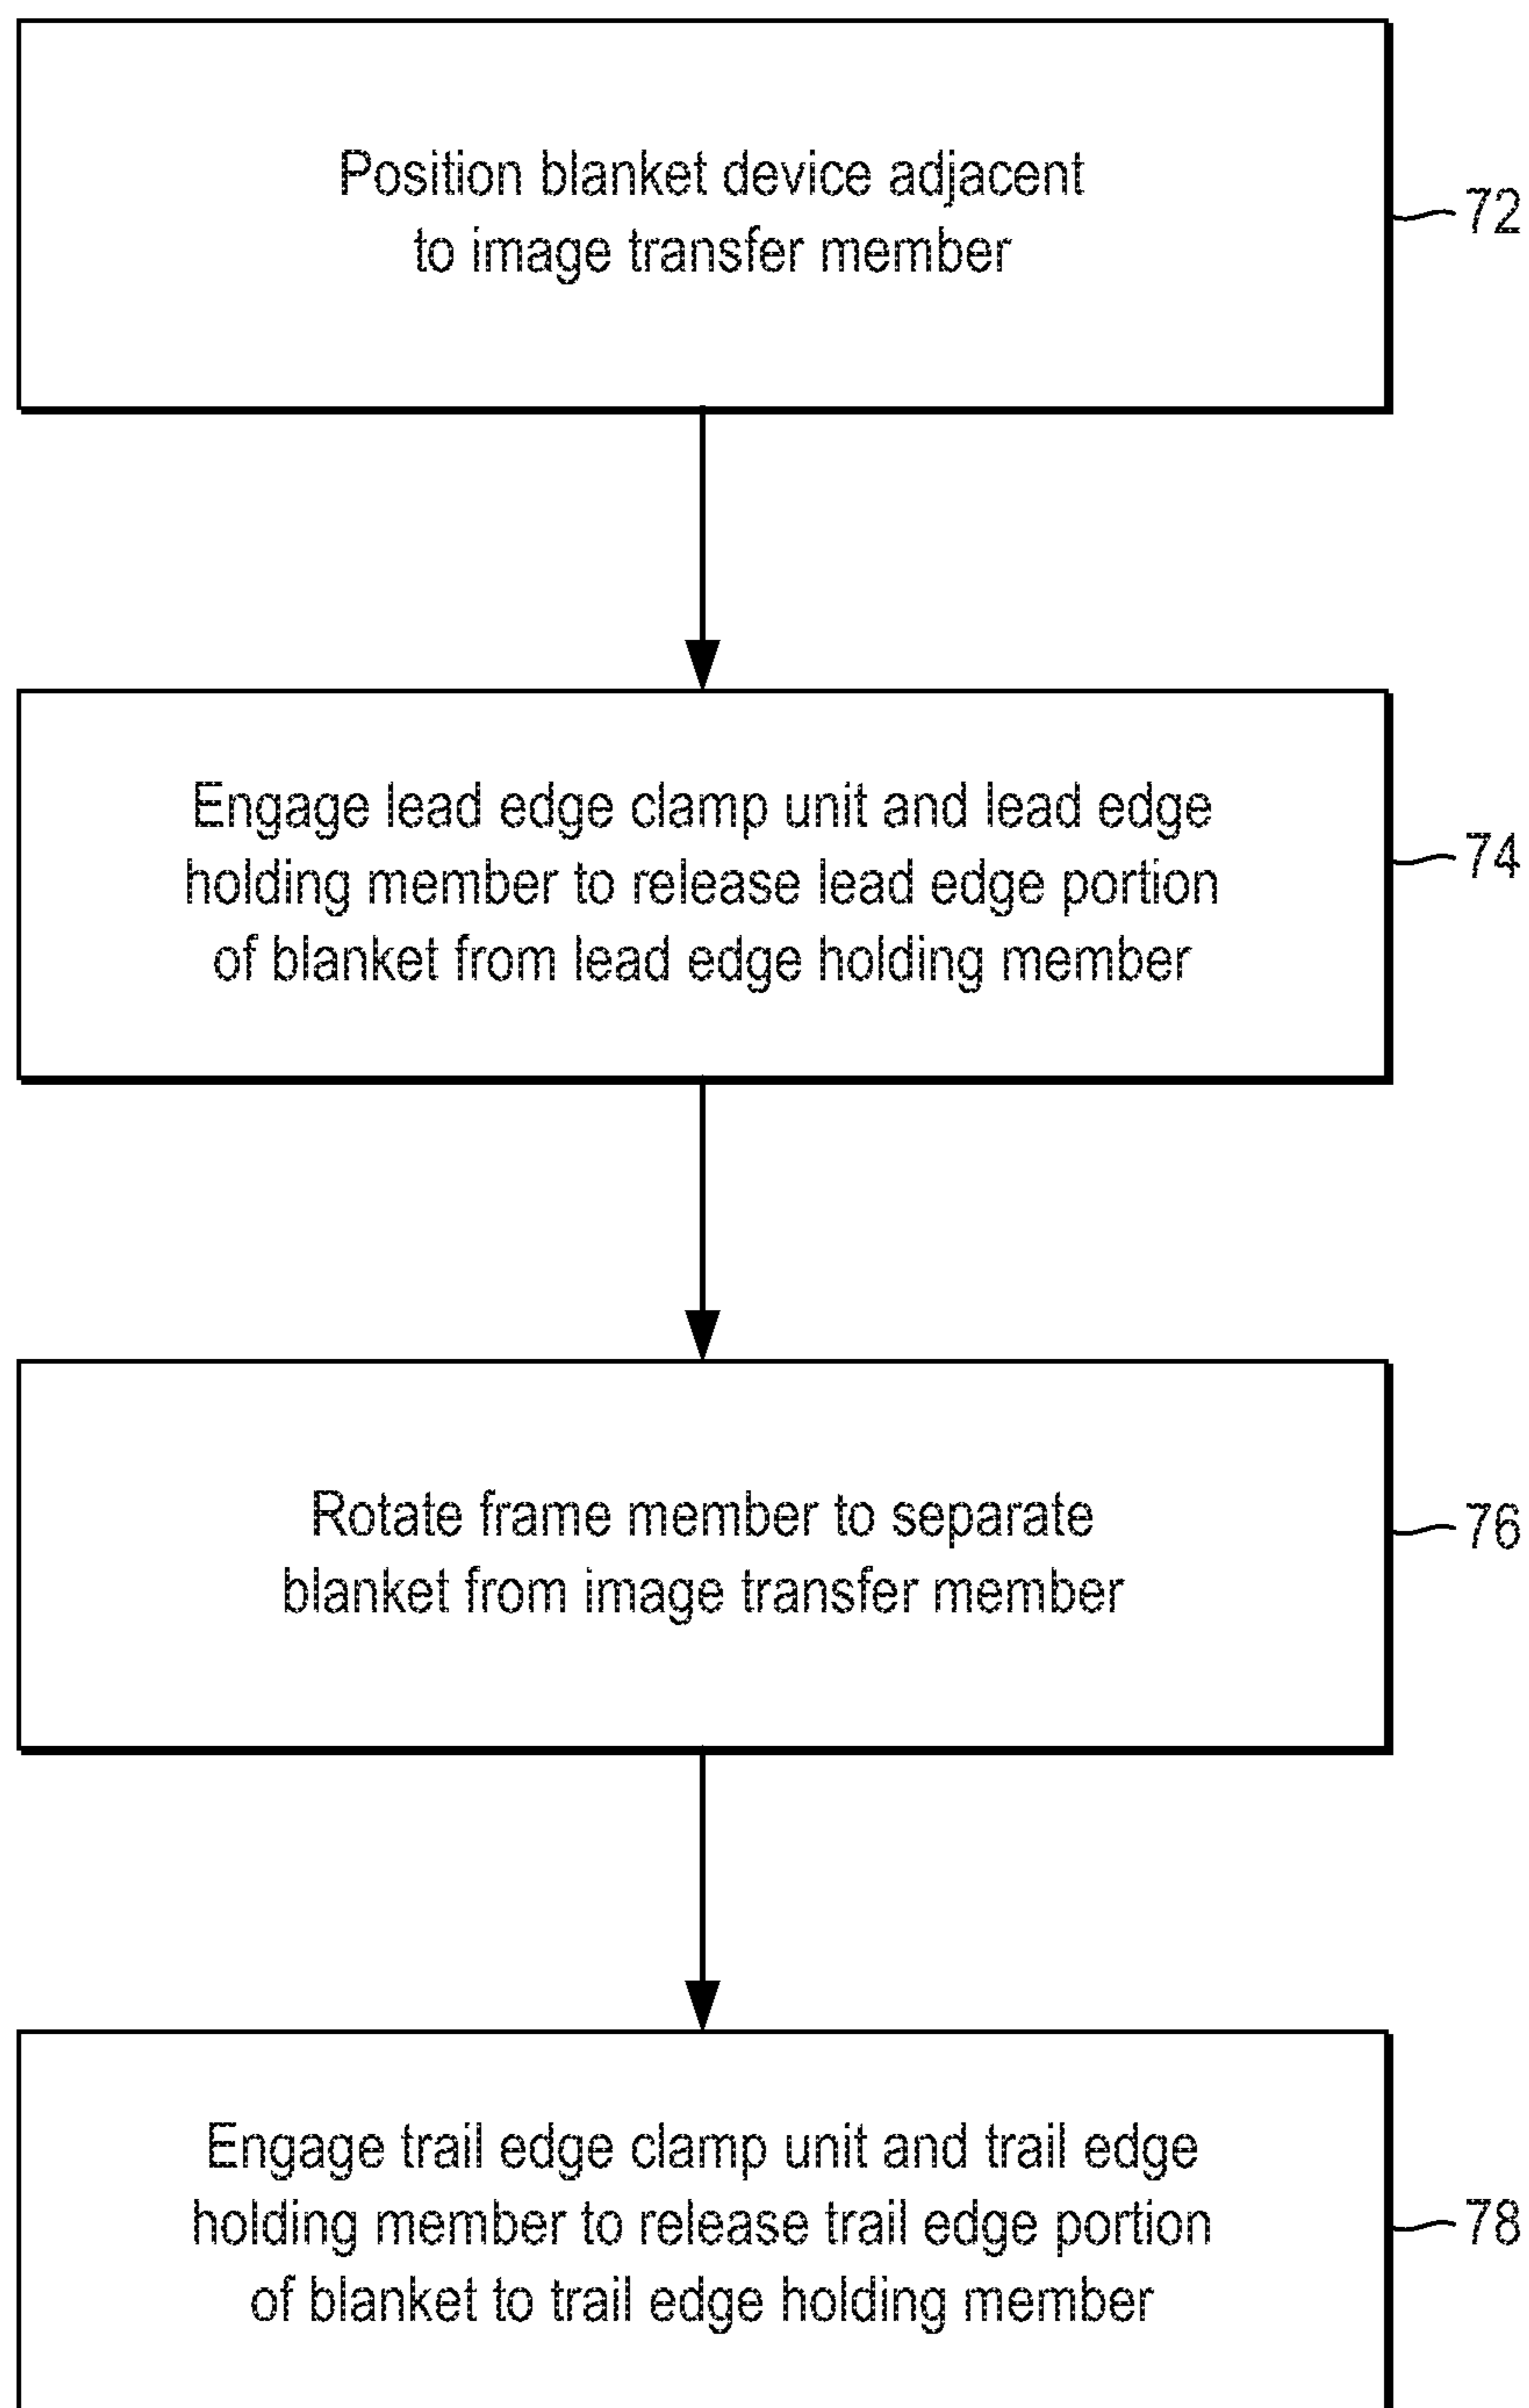 Position blanket device adjacent
to image transfer member
72
Engage lead edge clamp unit and lead edge
holding member to release lead edge portion
of blanket from lead edge holding member
74
Rotate frame member to separate
blanket from image transfer member
76
Engage trail edge clamp unit and trail edge
holding member to release trail edge portion
of blanket to trail edge holding member
78